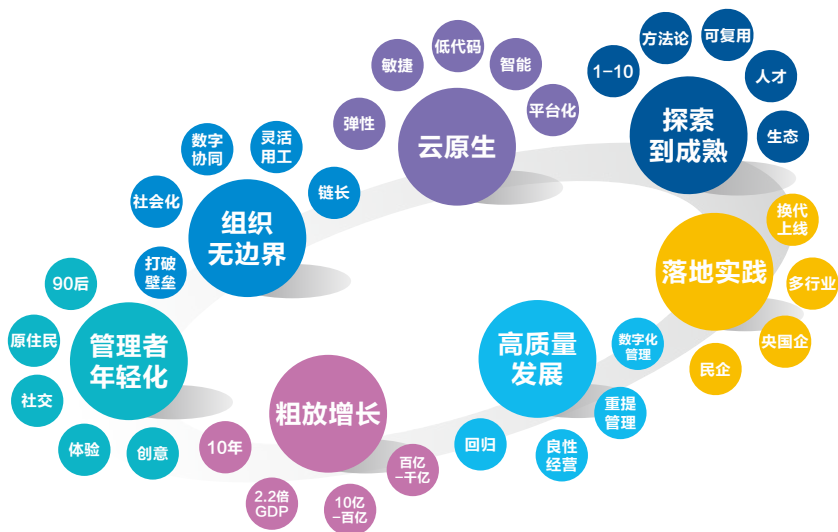 低代码
敏捷
智能
弹性
平台化
云原生
1-10
方法论
可复用
人才
生态
探索
到成熟
数字
协同
灵活
用工
社会化
链长
打破
壁垒
组织
无边界
换代
上线
多行业
央国企
民企
落地实践
90后
原住民
社交
体验
创意
管理者
年轻化
粗放增长
10年
2.2倍
GDP
10亿
-百亿
百亿
-千亿
高质量
发展
数字化
管理
重提
管理
良性
经营
回归